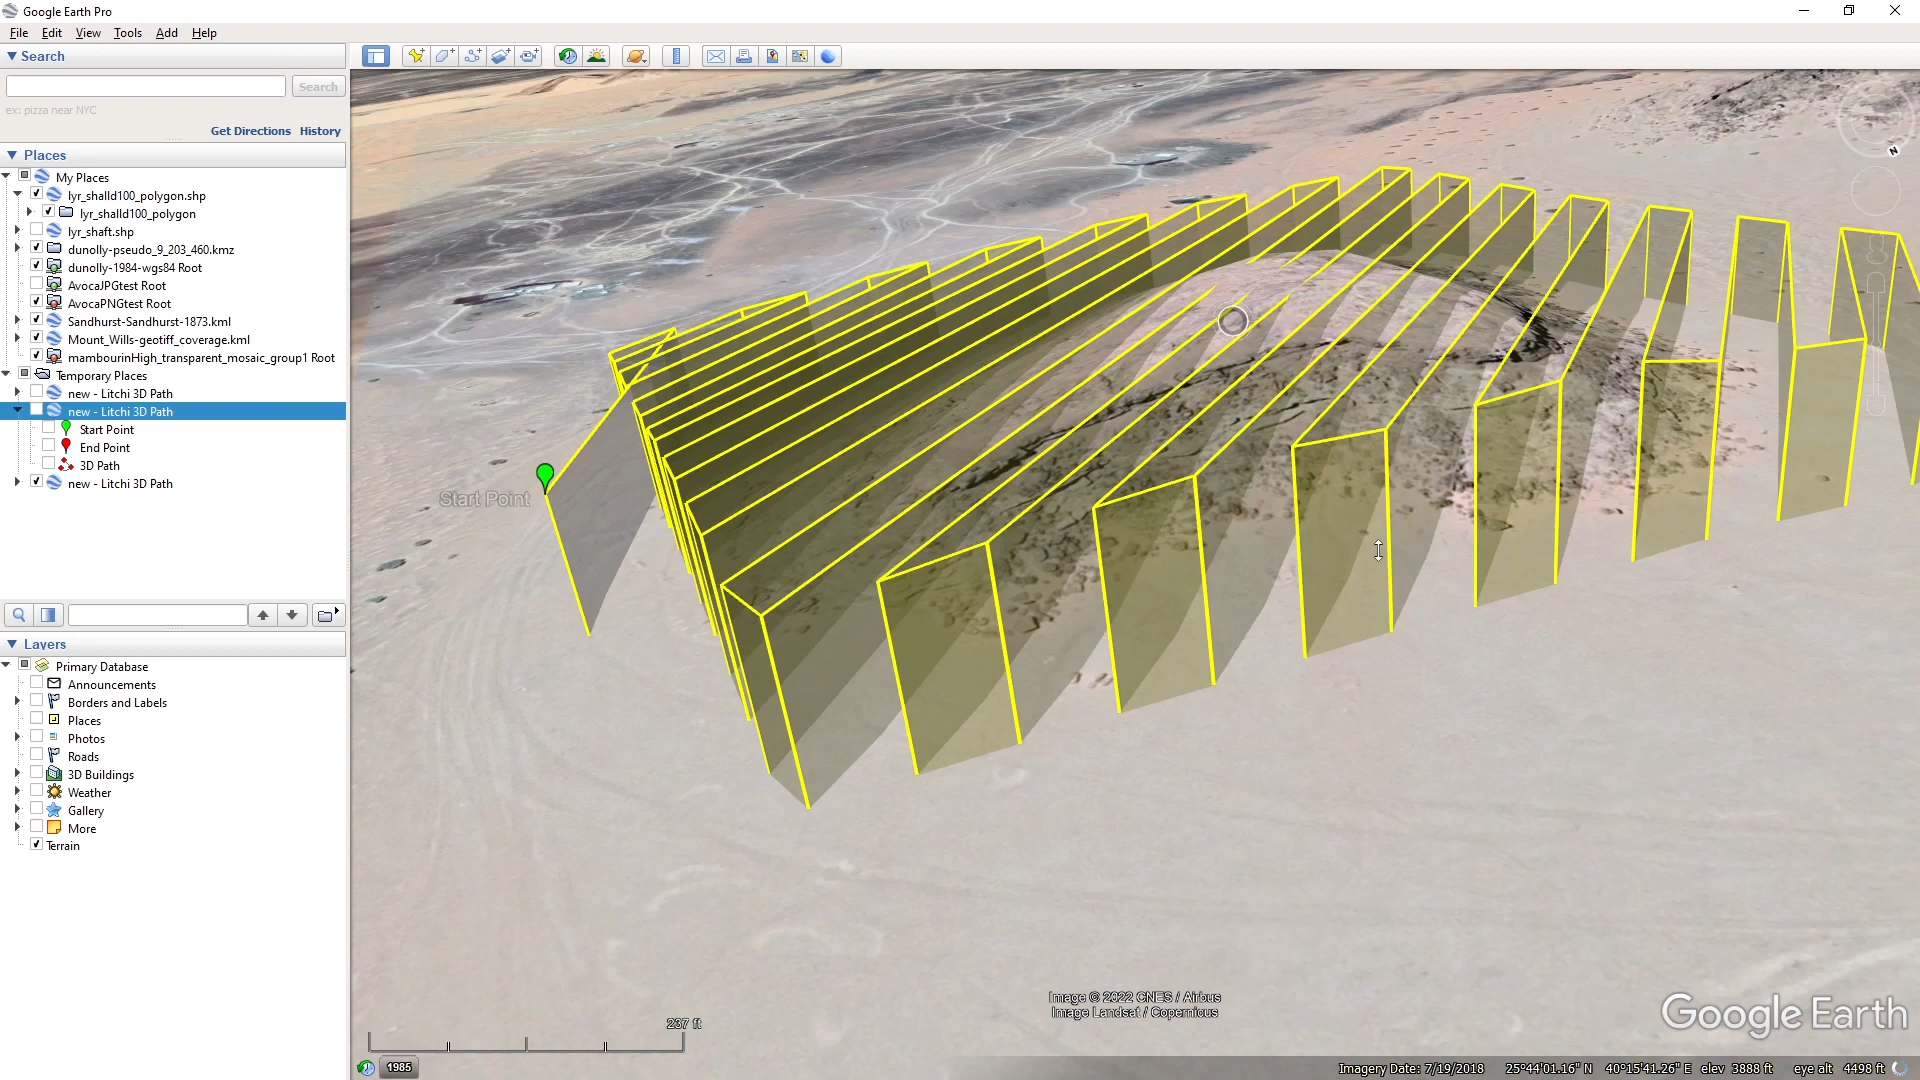 Google Earth Pro
File Edit View Tools Add Help
Search
Search
ex: pizza near NYC
Get Directions History
Places
My Places
lyr_shalld100_polygon.shp
lyr_shalld100_polygon
lyr_shaft.shp
dunolly-pseudo_9_203_460.kmz
dunolly-1984-wgs84 Root
AvocaJPGtest Root
AvocaPNGtest Root
Sandhurst-Sandhurst-1873.kml
Mount_Wills-geotiff_coverage.kml
mambourinHigh_transparent_mosaic_group1 Root
Temporary Places
new - Litchi 3D Path
new - Litchi 3D Path
Start Point
End Point
3D Path
new - Litchi 3D Path
Layers
Primary Database
Announcements
Borders and Labels
Places
Photos
Roads
3D Buildings
Weather
Gallery
More
Terrain
N
Start Point
Image © 2022 CNES / Airbus
Image Landsat / Copernicus
237 ft
Google Earth
1985
Imagery Date: 7/19/2018 25°44'01.16" N 40°15'41.26" E elev 3888 ft eye alt 4498 ft